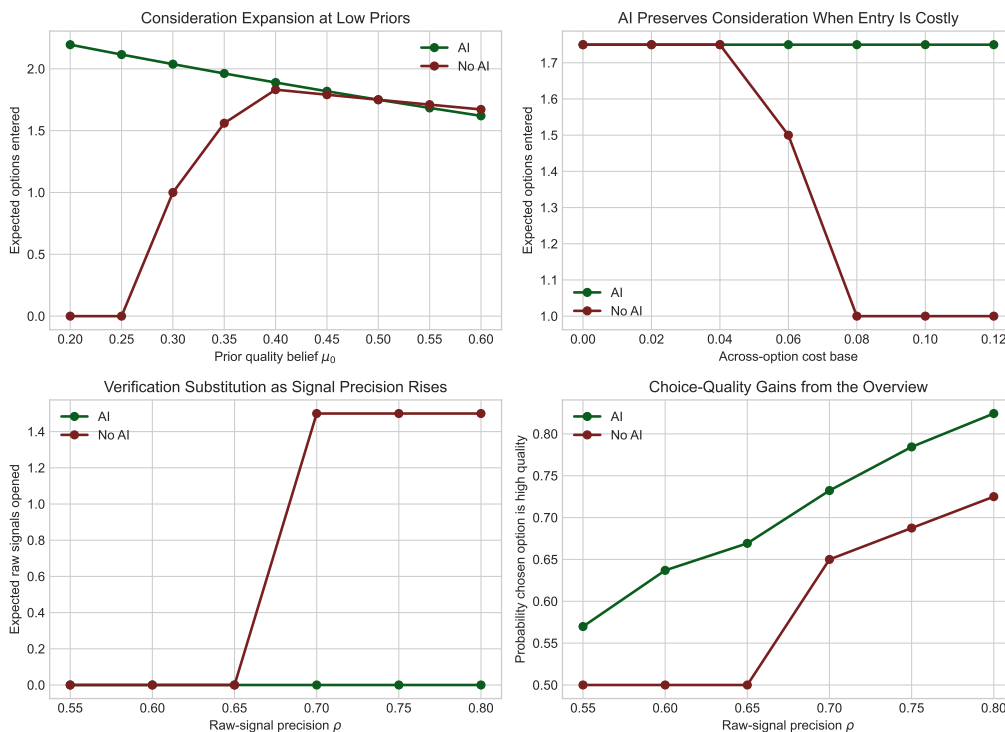 Consideration Expansion at Low Priors
Expected options entered
2.0
1.5
1.0
0.5
0.0
AI
No AI
0.20 0.25 0.30 0.35 0.40 0.45 0.50 0.55 0.60
Prior quality belief μ₀
AI Preserves Consideration When Entry Is Costly
Expected options entered
1.7
1.6
1.5
1.4
1.3
1.2
1.1
1.0
AI
No AI
0.00 0.02 0.04 0.06 0.08 0.10 0.12
Across-option cost base
Verification Substitution as Signal Precision Rises
Expected raw signals opened
1.4
1.2
1.0
0.8
0.6
0.4
0.2
0.0
AI
No AI
0.55 0.60 0.65 0.70 0.75 0.80
Raw-signal precision ρ
Choice-Quality Gains from the Overview
Probability chosen option is high quality
0.80
0.75
0.70
0.65
0.60
0.55
0.50
AI
No AI
0.55 0.60 0.65 0.70 0.75 0.80
Raw-signal precision ρ